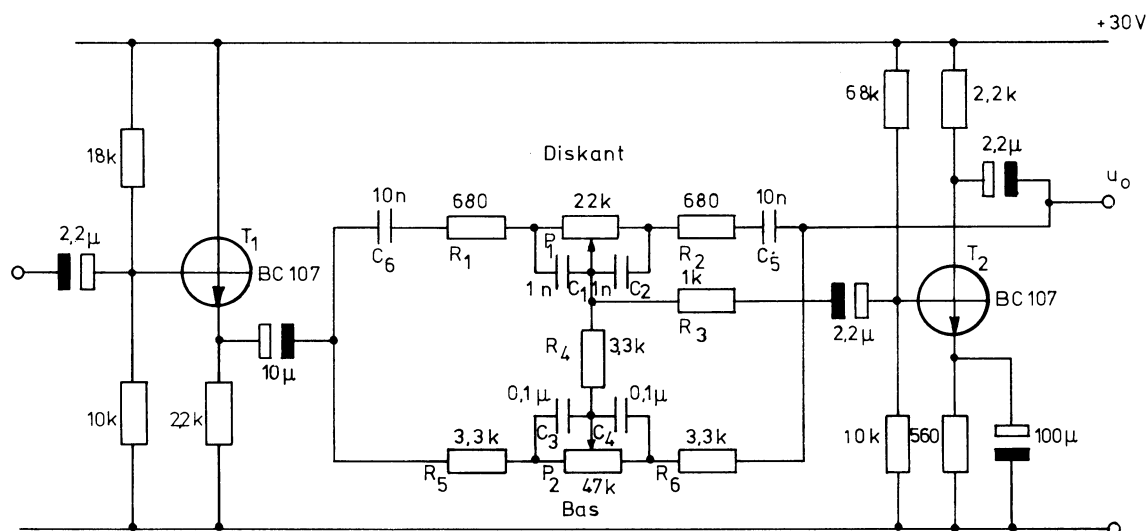 +30V
68k
2,2k
Diskant
2,2µ
18k
10n
680
22k
680
10n
u₀
2,2µ
T₁
P₁
C₆
R₁
R₂
C₅
T₂
BC 107
1n
C₁
1n
C₂
1k
BC 107
R₃
2,2µ
R₄
3,3k
10µ
0,1µ
0,1µ
10k
22k
3,3k
C₃
C₄
3,3k
10k
560
100µ
R₅
P₂
47k
R₆
Bas